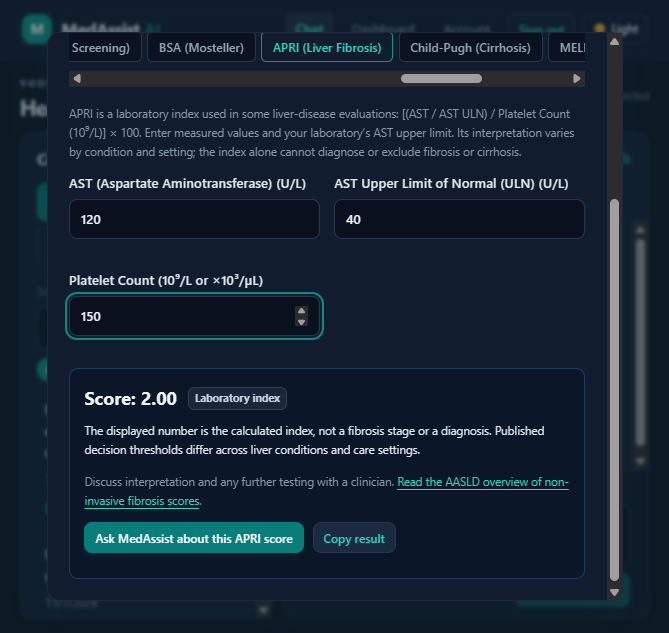 MedAssist AI
Chat
Dashboard
Account
Sign out
Light
Screening)
BSA (Mosteller)
APRI (Liver Fibrosis)
Child-Pugh (Cirrhosis)
MEL
APRI is a laboratory index used in some liver-disease evaluations: [(AST / AST ULN) / Platelet Count
(10⁹/L)] × 100. Enter measured values and your laboratory's AST upper limit. Its interpretation varies
by condition and setting; the index alone cannot diagnose or exclude fibrosis or cirrhosis.
AST (Aspartate Aminotransferase) (U/L)
AST Upper Limit of Normal (ULN) (U/L)
120
40
Platelet Count (10⁹/L or ×10³/µL)
150
Score: 2.00
Laboratory index
The displayed number is the calculated index, not a fibrosis stage or a diagnosis. Published
decision thresholds differ across liver conditions and care settings.
Discuss interpretation and any further testing with a clinician. Read the AASLD overview of non-
invasive fibrosis scores.
Ask MedAssist about this APRI score
Copy result